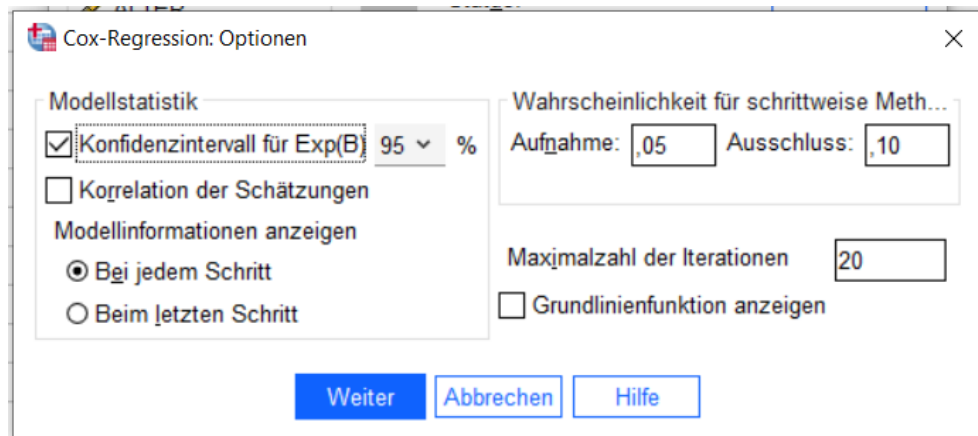 ALTER
Cox-Regression: Optionen
Modellstatistik
Konfidenzintervall für Exp(B) 95 %
Korrelation der Schätzungen
Modellinformationen anzeigen
Bei jedem Schritt
Beim letzten Schritt
Wahrscheinlichkeit für schrittweise Meth...
Aufnahme: ,05 Ausschluss: ,10
Maximalzahl der Iterationen 20
Grundlinienfunktion anzeigen
Weiter Abbrechen Hilfe